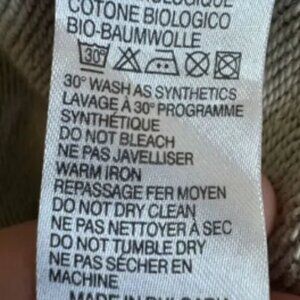 COTONE BIOLOGICO
BIO-BAUMWOLLE
30°
30° WASH AS SYNTHETICS
LAVAGE À 30° PROGRAMME
SYNTHÉTIQUE
DO NOT BLEACH
NE PAS JAVELLISER
WARM IRON
REPASSAGE FER MOYEN
DO NOT DRY CLEAN
NE PAS NETTOYER À SEC
DO NOT TUMBLE DRY
NE PAS SÉCHER EN
MACHINE
MADE IN